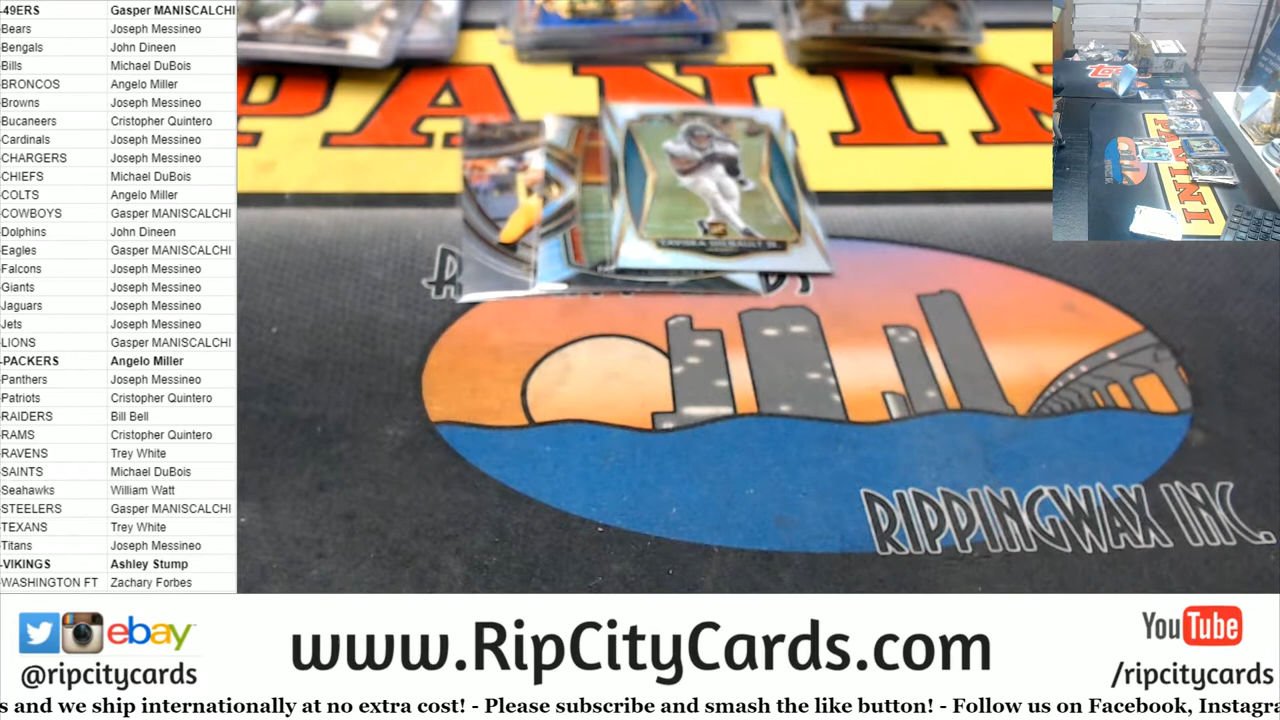 -49ERS Gasper MANISCALCHI
Bears Joseph Messineo
-Bengals John Dineen
-Bills Michael DuBois
-BRONCOS Angelo Miller
-Browns Joseph Messineo
-Bucaneers Cristopher Quintero
-Cardinals Joseph Messineo
-CHARGERS Joseph Messineo
-CHIEFS Michael DuBois
-COLTS Angelo Miller
-COWBOYS Gasper MANISCALCHI
-Dolphins John Dineen
-Eagles Gasper MANISCALCHI
-Falcons Joseph Messineo
-Giants Joseph Messineo
-Jaguars Joseph Messineo
-Jets Joseph Messineo
-LIONS Gasper MANISCALCHI
-PACKERS Angelo Miller
-Panthers Joseph Messineo
-Patriots Cristopher Quintero
-RAIDERS Bill Bell
-RAMS Cristopher Quintero
-RAVENS Trey White
-SAINTS Michael DuBois
-Seahawks William Watt
-STEELERS Gasper MANISCALCHI
-TEXANS Trey White
-Titans Joseph Messineo
-VIKINGS Ashley Stump
-WASHINGTON FT Zachary Forbes
PANINI
RIPPINGWAX INC.
Topps
PANINI
ebay
@ripcitycards
www.RipCityCards.com
YouTube
/ripcitycards
s and we ship internationally at no extra cost! - Please subscribe and smash the like button! - Follow us on Facebook, Instagra